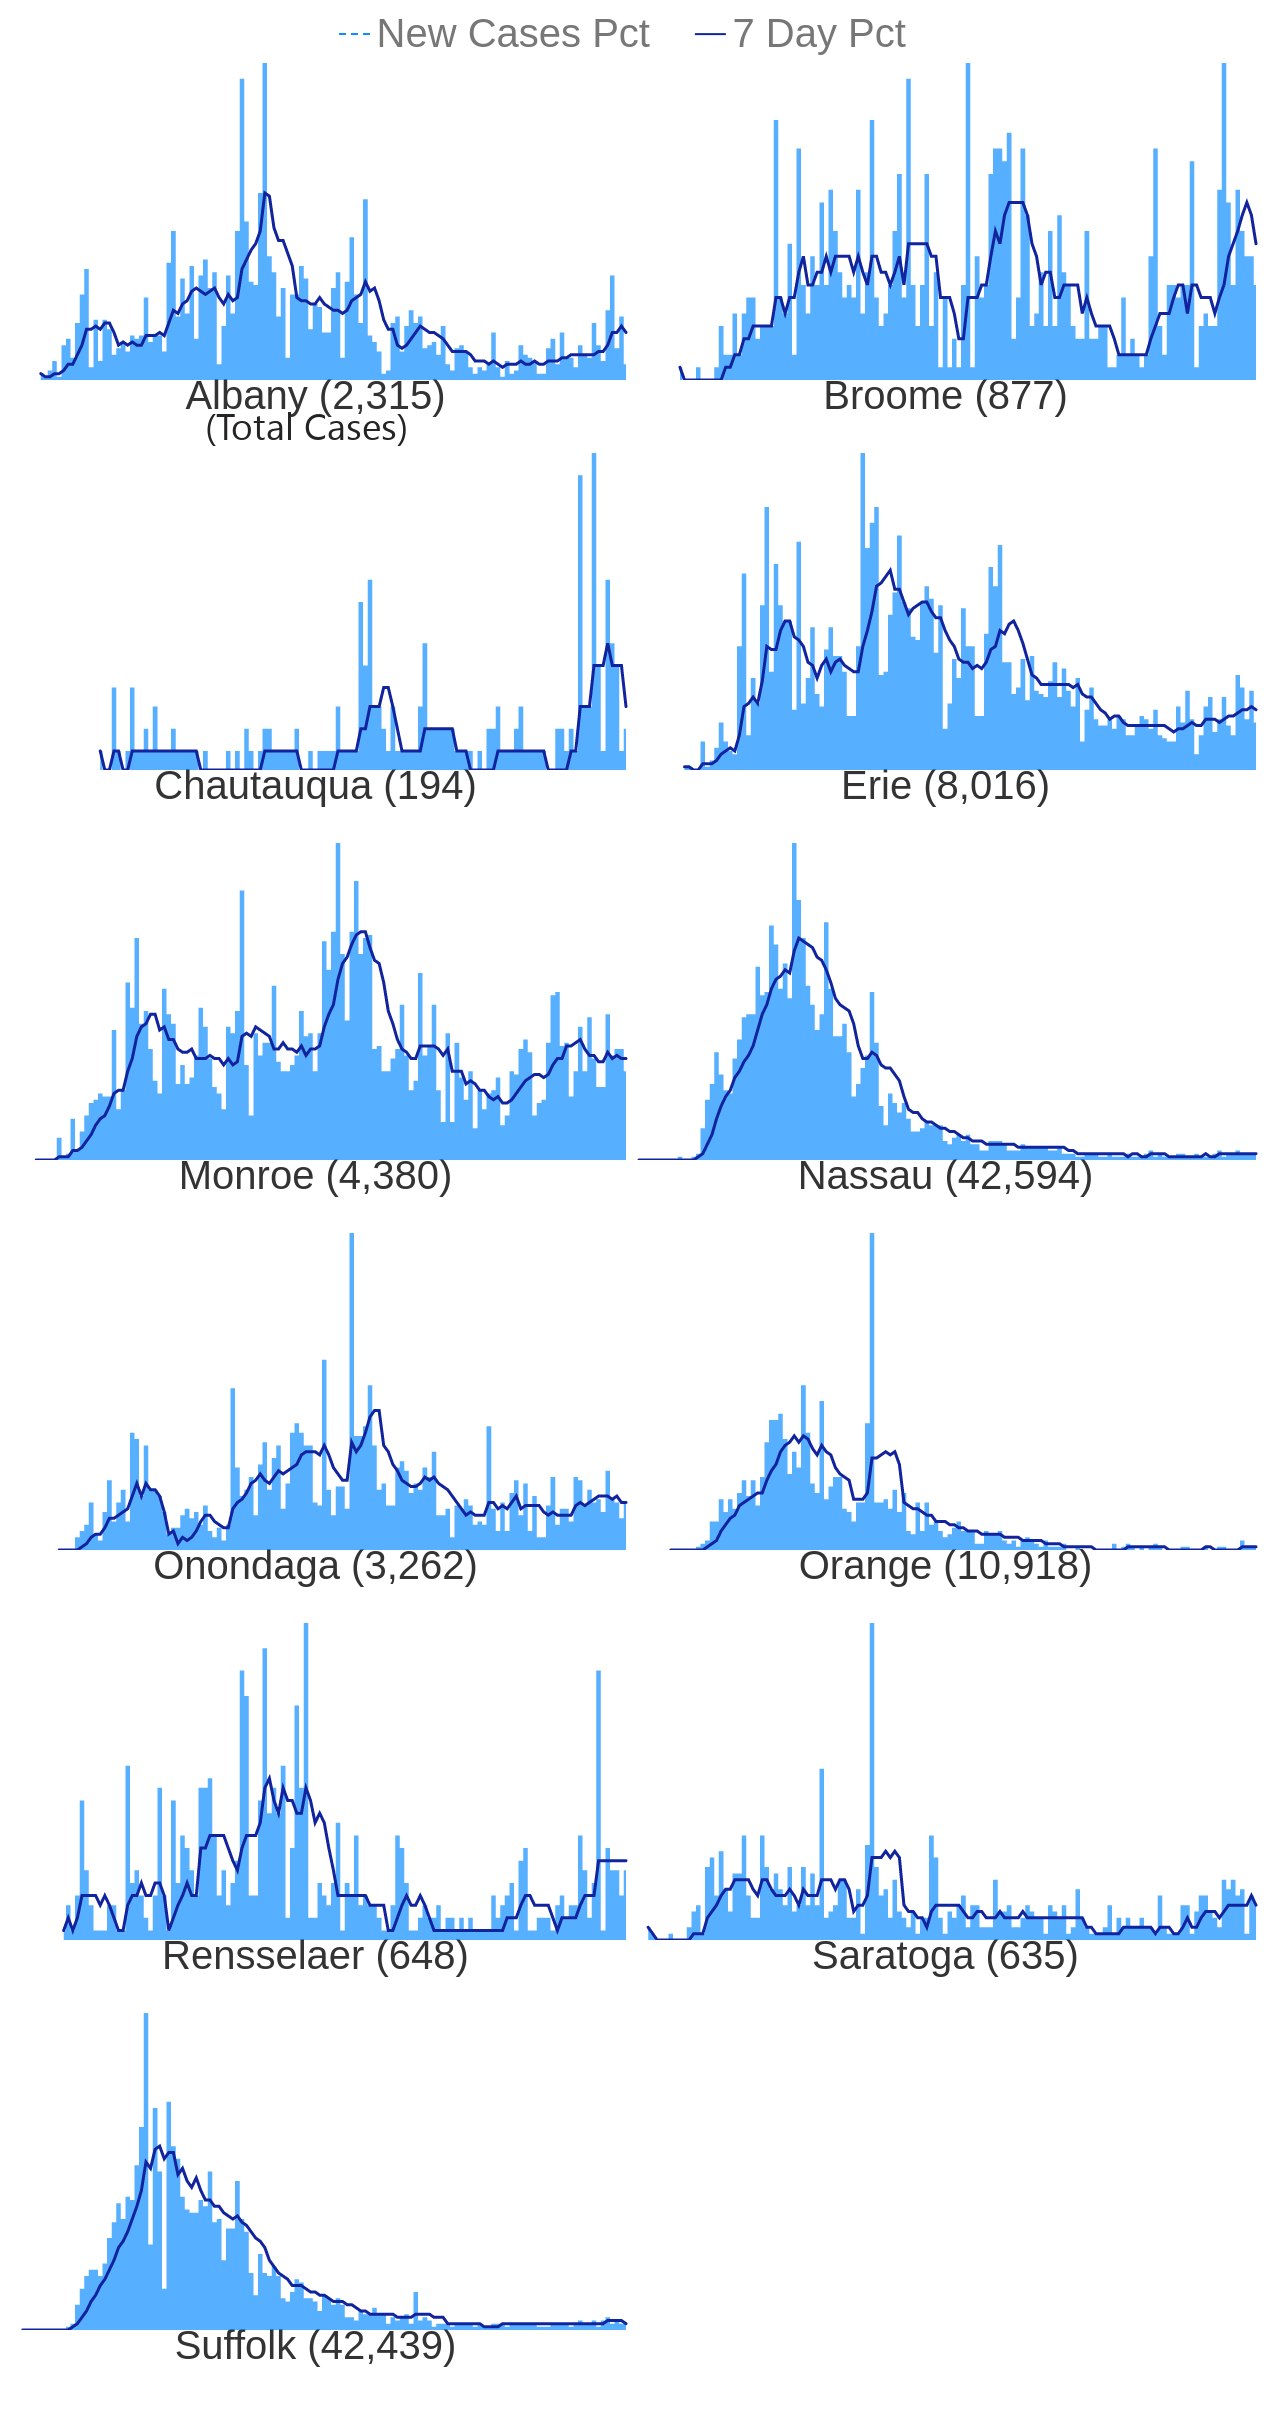 New Cases Pct 7 Day Pct
Albany (2,315) Broome (877)
(Total Cases)
Chautauqua (194) Erie (8,016)
Monroe (4,380) Nassau (42,594)
Onondaga (3,262) Orange (10,918)
Rensselaer (648) Saratoga (635)
Suffolk (42,439)